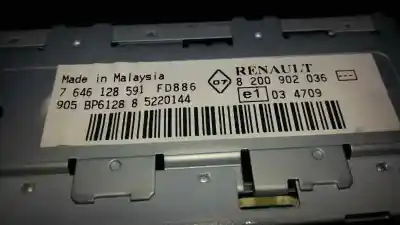 Made in Malaysia
7 646 128 591 FD886
905 BP6128 8 5220144
07
RENAULT
8 200 902 036
e1 03 4709